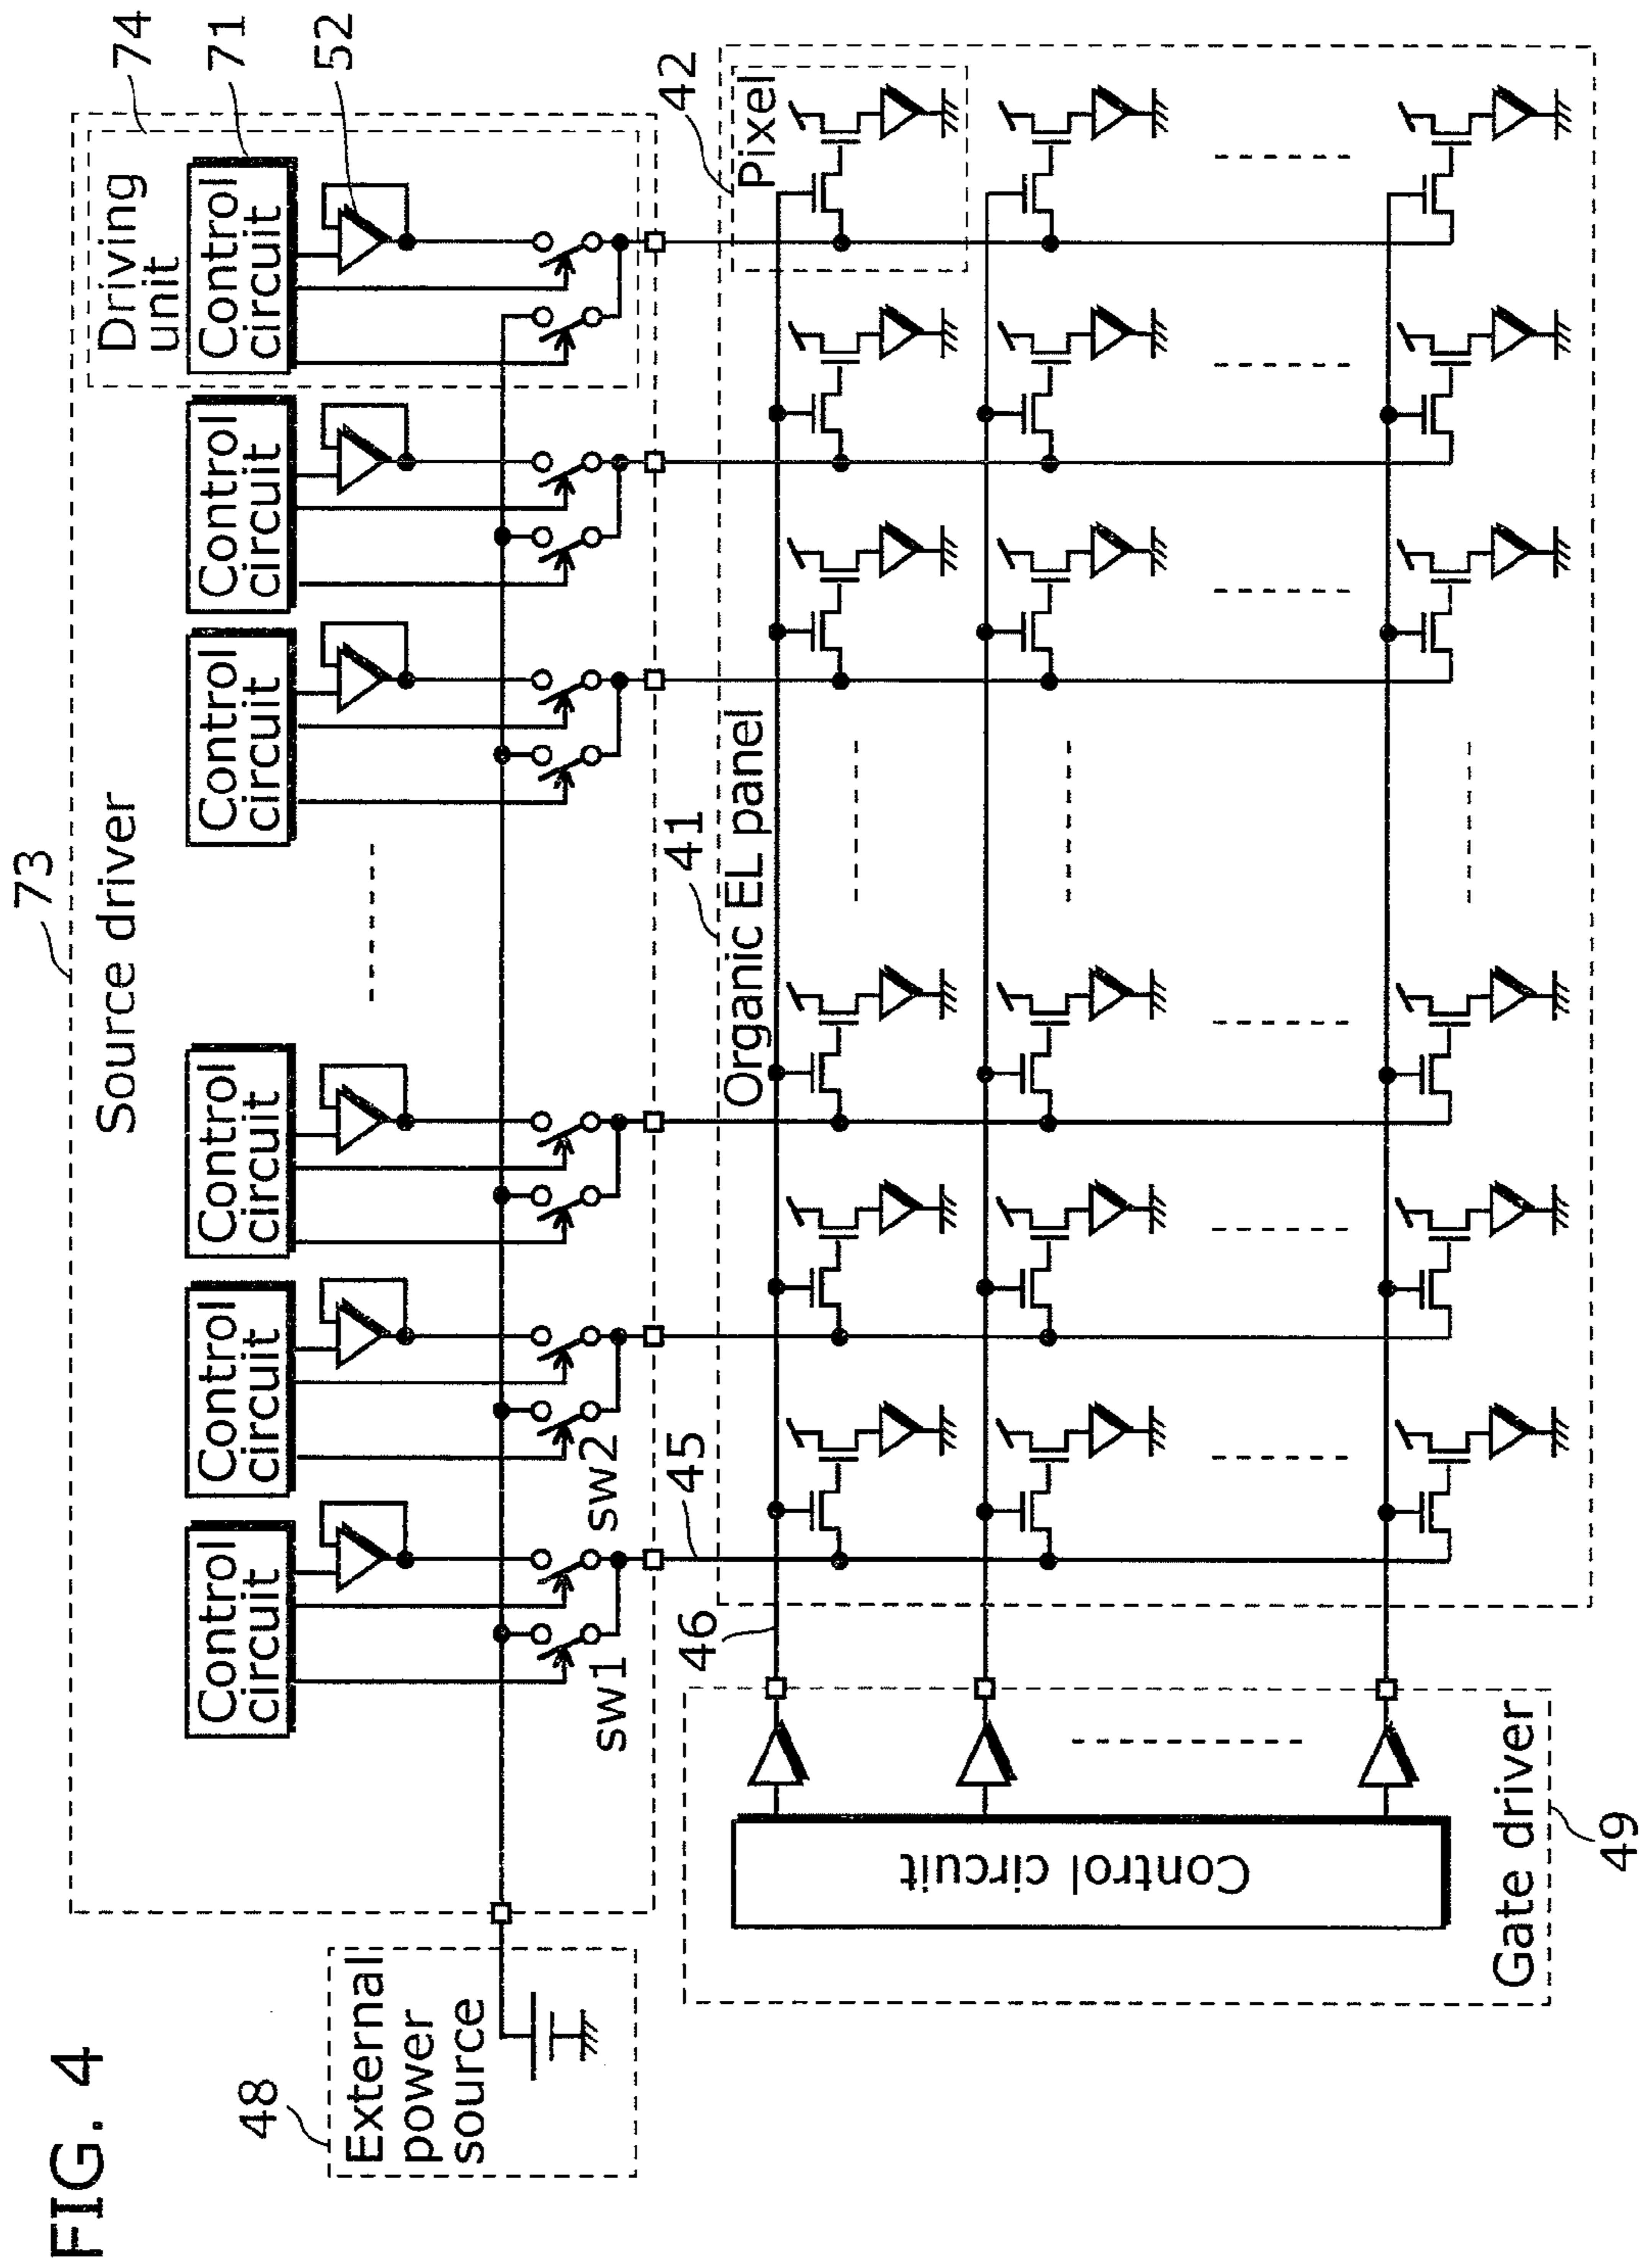 FIG. 4
73
Source driver
Driving
unit
74
71
52
Control
circuit
Control
circuit
Control
circuit
Control
circuit
Control
circuit
Control
circuit
sw1
sw2
48
External
power
source
45
46
41
Organic EL panel
42
Pixel
Control circuit
Gate driver
49